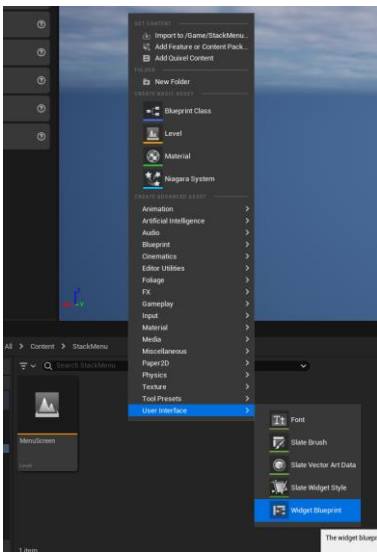 GET CONTENT
Import to /Game/StackMenu...
Add Feature or Content Pack...
Add Quixel Content
FOLDER
New Folder
CREATE BASIC ASSET
Blueprint Class
Level
Material
Niagara System
CREATE ADVANCED ASSET
Animation
Artificial Intelligence
Audio
Blueprint
Cinematics
Editor Utilities
Foliage
FX
Gameplay
Input
Material
Media
Miscellaneous
Paper2D
Physics
Texture
Tool Presets
User Interface
Font
Slate Brush
Slate Vector Art Data
Slate Widget Style
Widget Blueprint
The widget bluepr
All > Content > StackMenu
Search StackMenu
MenuScreen
Level
1 item